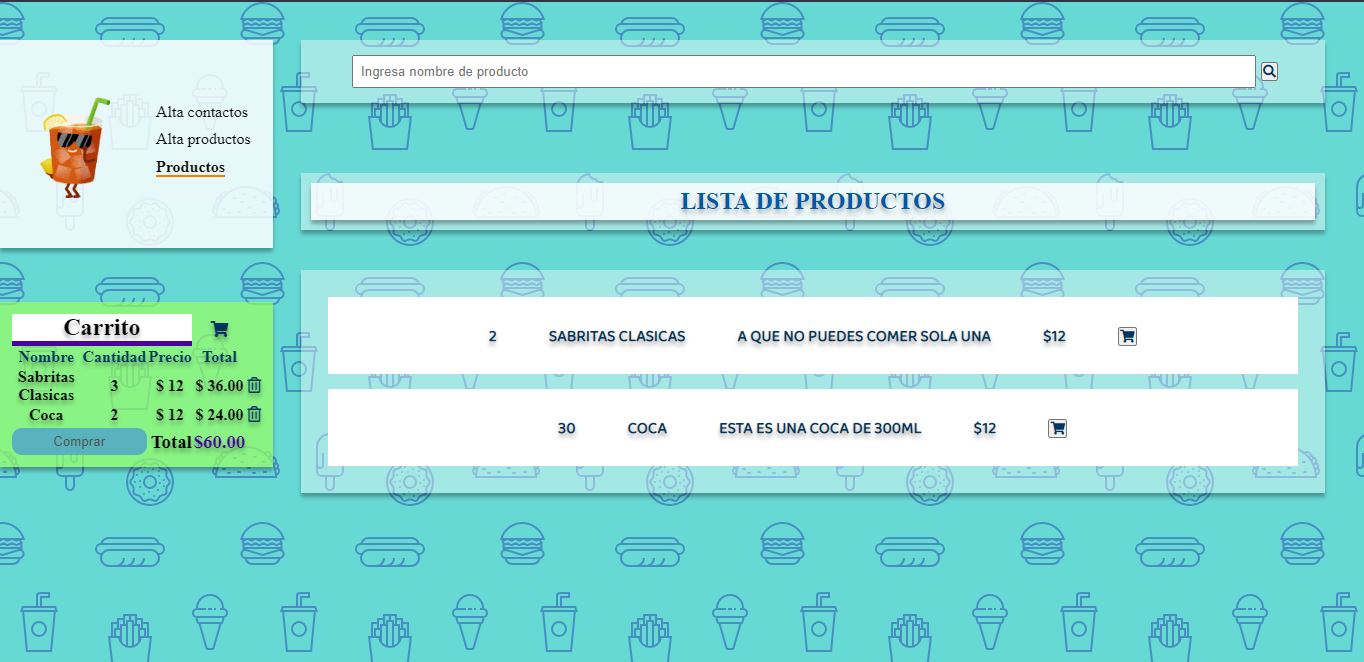 Alta contactos
Alta productos
Productos
Carrito
Nombre Cantidad Precio Total
Sabritas Clasicas 3 $ 12 $ 36.00
Coca 2 $ 12 $ 24.00
Comprar Total $60.00
Ingresa nombre de producto
LISTA DE PRODUCTOS
2 SABRITAS CLASICAS A QUE NO PUEDES COMER SOLA UNA $12
30 COCA ESTA ES UNA COCA DE 300ML $12